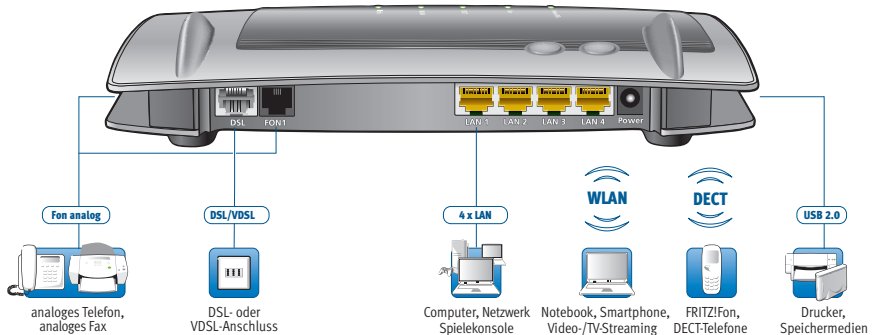 DSL
FON1
LAN 1
LAN 2
LAN 3
LAN 4
Power
Fon analog
DSL/VDSL
4 x LAN
WLAN
DECT
USB 2.0
analoges Telefon,
analoges Fax
DSL- oder
VDSL-Anschluss
Computer, Netzwerk
Spielekonsole
Notebook, Smartphone,
Video-/TV-Streaming
FRITZ!Fon,
DECT-Telefone
Drucker,
Speichermedien